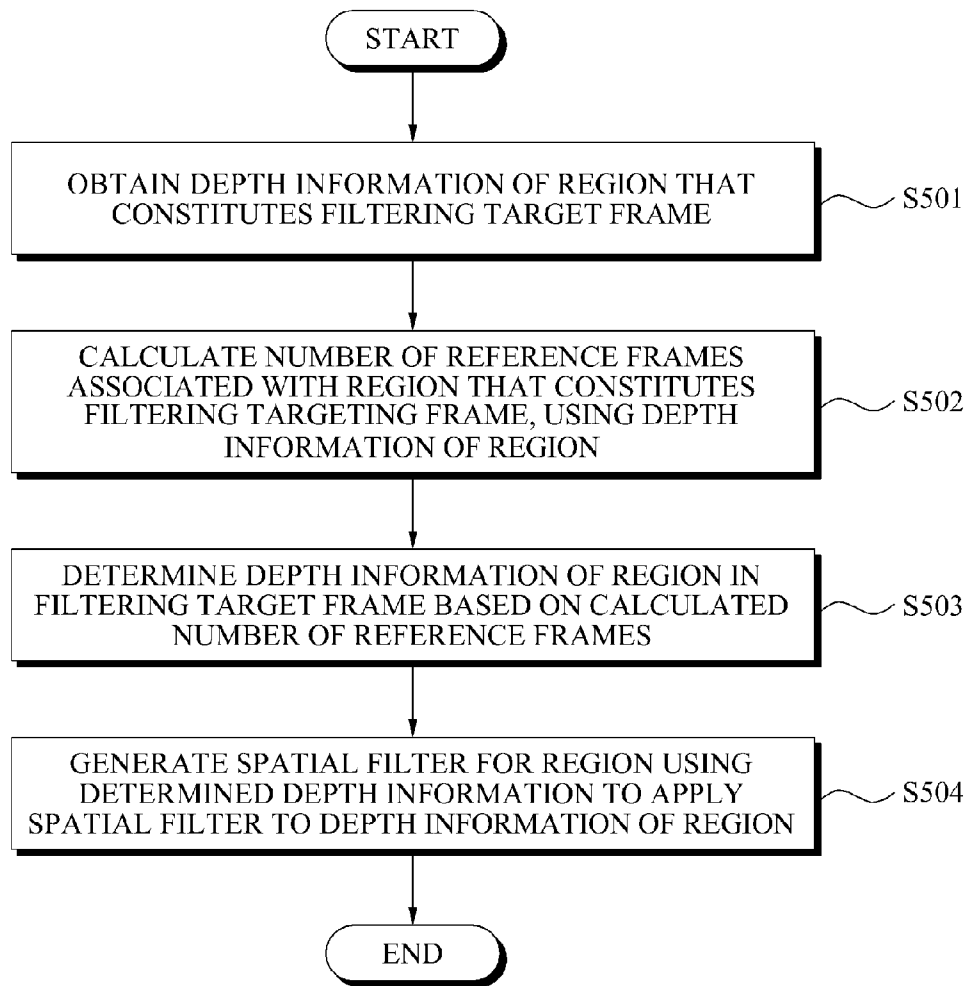 START
OBTAIN DEPTH INFORMATION OF REGION THAT
CONSTITUTES FILTERING TARGET FRAME
S501
CALCULATE NUMBER OF REFERENCE FRAMES
ASSOCIATED WITH REGION THAT CONSTITUTES
FILTERING TARGETING FRAME, USING DEPTH
INFORMATION OF REGION
S502
DETERMINE DEPTH INFORMATION OF REGION IN
FILTERING TARGET FRAME BASED ON CALCULATED
NUMBER OF REFERENCE FRAMES
S503
GENERATE SPATIAL FILTER FOR REGION USING
DETERMINED DEPTH INFORMATION TO APPLY
SPATIAL FILTER TO DEPTH INFORMATION OF REGION
S504
END